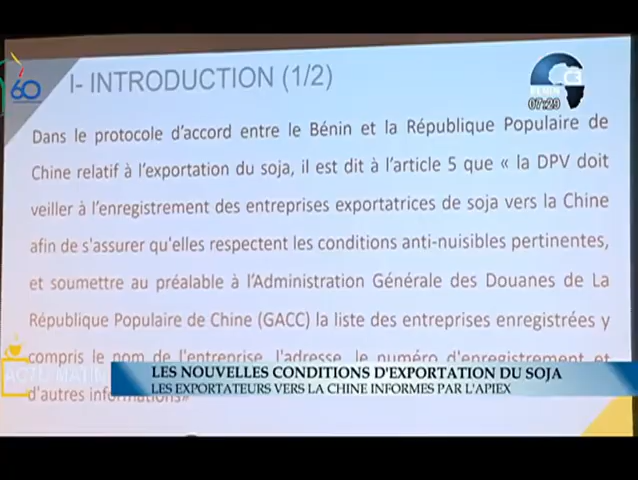 60
I- INTRODUCTION (1/2)
C3
BENIN
07:29
Dans le protocole d'accord entre le Bénin et la République Populaire de
Chine relatif à l'exportation du soja, il est dit à l'article 5 que « la DPV doit
veiller à l'enregistrement des entreprises exportatrices de soja vers la Chine
afin de s'assurer qu'elles respectent les conditions anti-nuisibles pertinentes,
et soumettre au préalable à l'Administration Générale des Douanes de La
République Populaire de Chine (GACC) la liste des entreprises enregistrées y
compris le nom de l'entreprise, l'adresse, le numéro d'enregistrement et
d'autres informations»
ACTU MATIN
LES NOUVELLES CONDITIONS D'EXPORTATION DU SOJA
LES EXPORTATEURS VERS LA CHINE INFORMES PAR L'APIEX